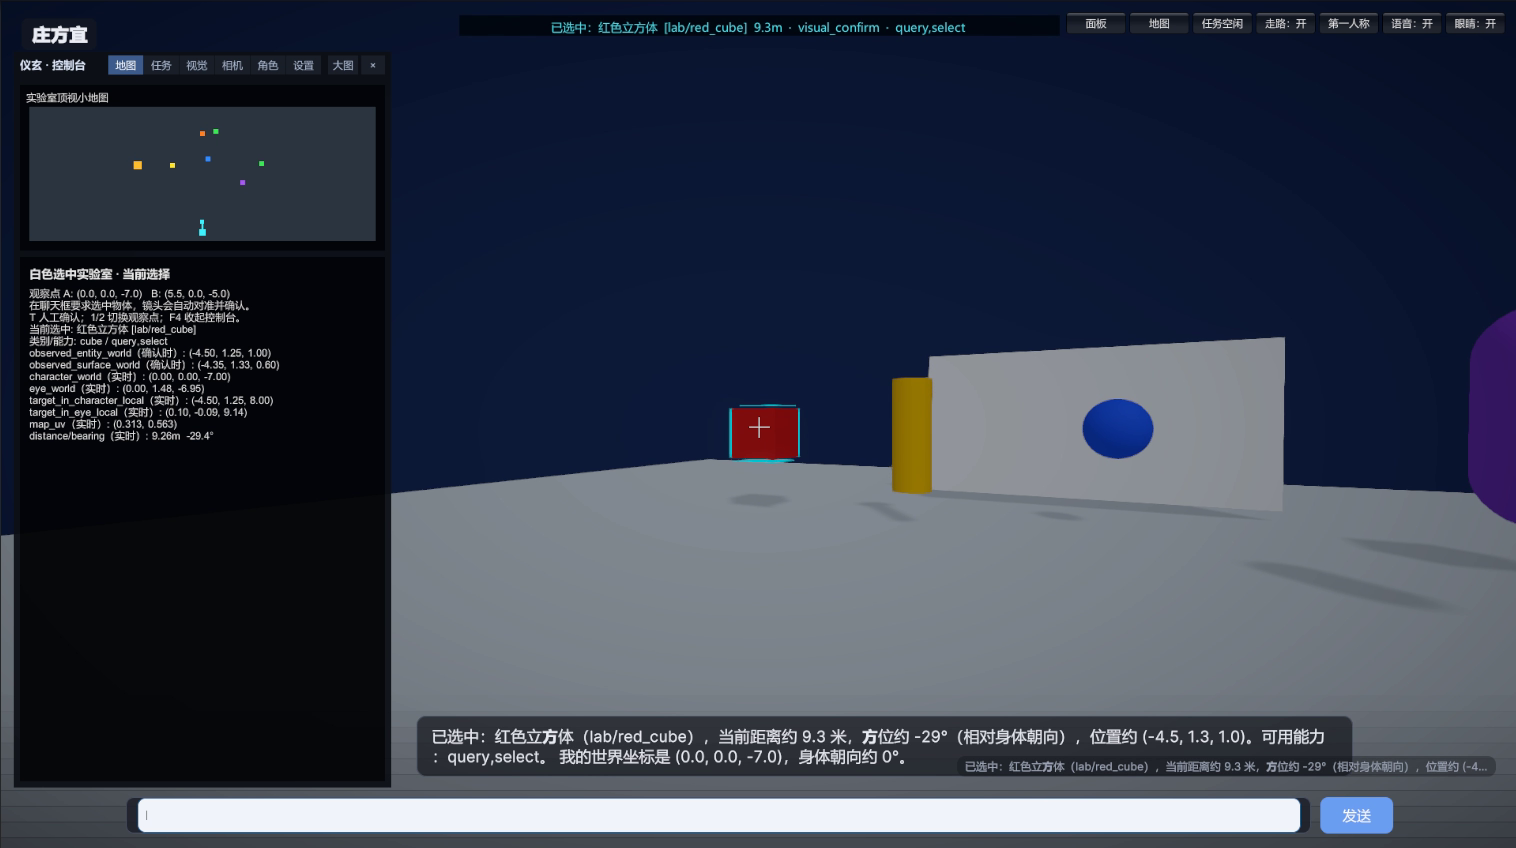 庄方宜
已选中：红色立方体 [lab/red_cube] 9.3m · visual_confirm · query,select
面板 地图 任务空闲 走路：开 第一人称 语音：开 眼睛：开
仪玄 · 控制台 地图 任务 视觉 相机 角色 设置 大图 ×
实验室顶视小地图
白色选中实验室 · 当前选择
观察点 A: (0.0, 0.0, -7.0) B: (5.5, 0.0, -5.0)
在聊天框要求选中物体，镜头会自动对准并确认。
T 人工确认；1/2 切换观察点；F4 收起控制台。
当前选中: 红色立方体 [lab/red_cube]
类别/能力: cube / query,select
observed_entity_world（确认时）: (-4.50, 1.25, 1.00)
observed_surface_world（确认时）: (-4.35, 1.33, 0.60)
character_world（实时）: (0.00, 0.00, -7.00)
eye_world（实时）: (0.00, 1.48, -6.95)
target_in_character_local（实时）: (-4.50, 1.25, 8.00)
target_in_eye_local（实时）: (0.10, -0.09, 9.14)
map_uv（实时）: (0.313, 0.563)
distance/bearing（实时）: 9.26m -29.4°
已选中：红色立方体（lab/red_cube），当前距离约 9.3 米，方位约 -29°（相对身体朝向），位置约 (-4.5, 1.3, 1.0)。可用能力
：query,select。 我的世界坐标是 (0.0, 0.0, -7.0)，身体朝向约 0°。
已选中：红色立方体（lab/red_cube），当前距离约 9.3 米，方位约 -29°（相对身体朝向），位置约 (-4...
发送